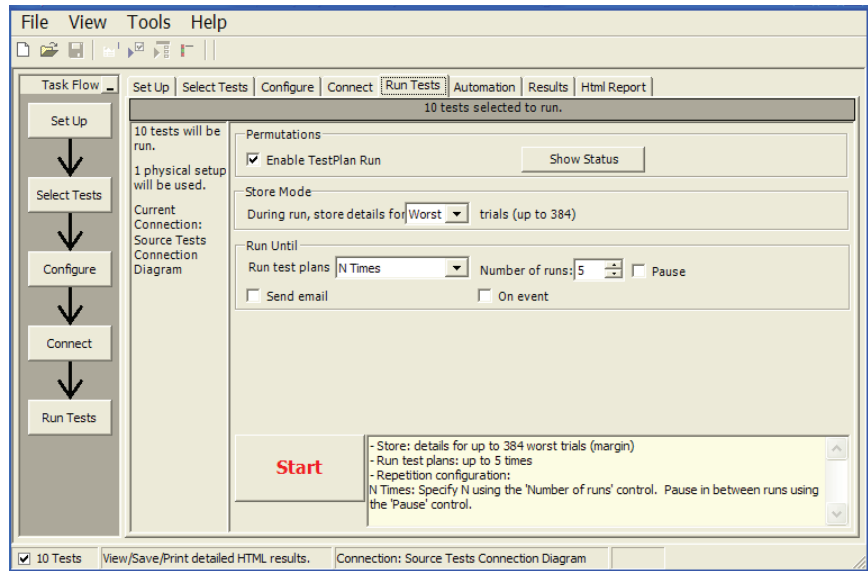 File View Tools Help
Task Flow
Set Up
Select Tests
Configure
Connect
Run Tests
Set Up Select Tests Configure Connect Run Tests Automation Results Html Report
10 tests selected to run.
10 tests will be
run.
1 physical setup
will be used.
Current
Connection:
Source Tests
Connection
Diagram
Permutations
Enable TestPlan Run Show Status
Store Mode
During run, store details for Worst trials (up to 384)
Run Until
Run test plans N Times Number of runs: 5 Pause
Send email On event
Start
- Store: details for up to 384 worst trials (margin)
- Run test plans: up to 5 times
- Repetition configuration:
N Times: Specify N using the 'Number of runs' control. Pause in between runs using
the 'Pause' control.
10 Tests View/Save/Print detailed HTML results. Connection: Source Tests Connection Diagram